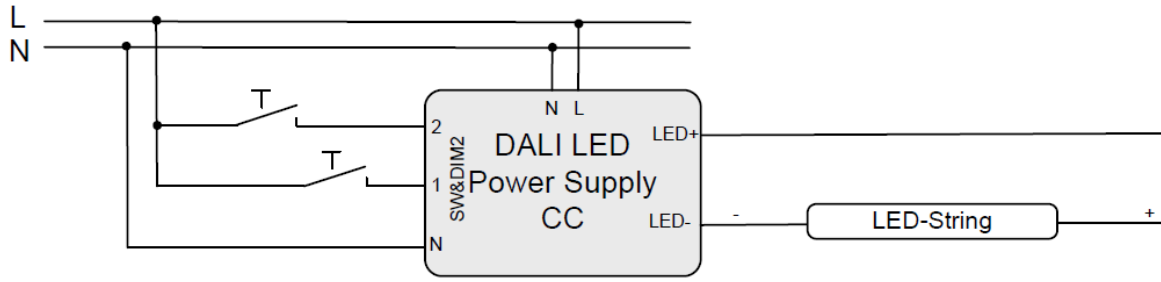 L
N
N L
2
1
N
SW&DIM2
DALI LED
Power Supply
CC
LED+
LED-
-
LED-String
+